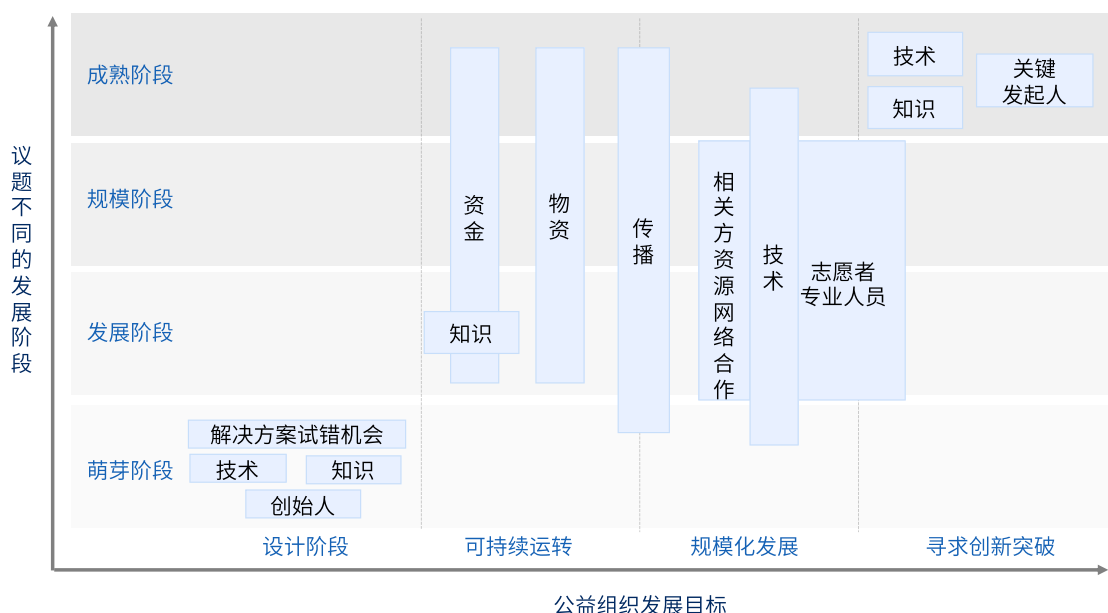 议题不同的发展阶段
成熟阶段
技术
知识
关键
发起人
规模阶段
资金
物资
传播
相关方资源网络合作
技术
志愿者
专业人员
发展阶段
知识
萌芽阶段
解决方案试错机会
技术
知识
创始人
设计阶段
可持续运转
规模化发展
寻求创新突破
公益组织发展目标